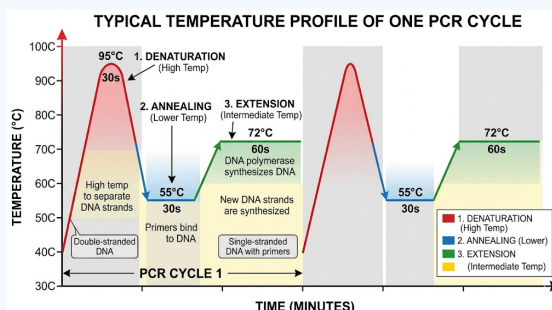 TYPICAL TEMPERATURE PROFILE OF ONE PCR CYCLE
TEMPERATURE (°C)
100C
90C
80C
70C
60C
50C
40C
30C
95°C
30s
1. DENATURATION
(High Temp)
2. ANNEALING
(Lower Temp)
3. EXTENSION
(Intermediate Temp)
72°C
60s
DNA polymerase
synthesizes DNA
High temp
to separate
DNA strands
55°C
30s
Primers bind
to DNA
New DNA strands
are synthesized
Double-stranded
DNA
Single-stranded
DNA with primers
PCR CYCLE 1
72°C
60s
55°C
30s
1. DENATURATION
(High Temp)
2. ANNEALING (Lower)
3. EXTENSION
(Intermediate Temp)
TIME (MINUTES)